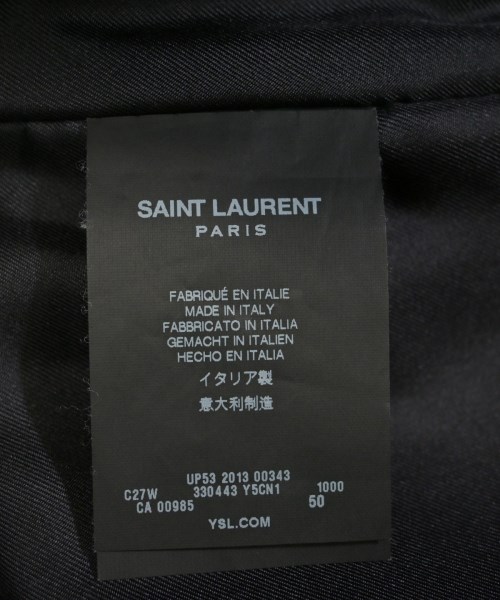 SAINT LAURENT
PARIS
FABRIQUÉ EN ITALIE
MADE IN ITALY
FABBRICATO IN ITALIA
GEMACHT IN ITALIEN
HECHO EN ITALIA
イタリア製
意大利制造
UP53 2013 00343
C27W 330443 Y5CN1 1000
CA 00985 50
YSL.COM